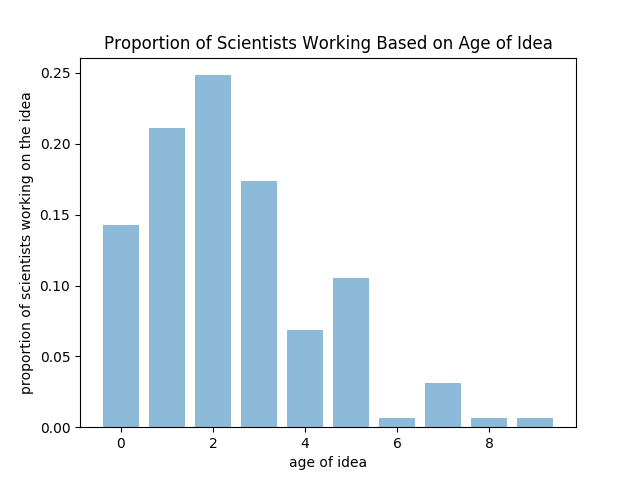 Proportion of Scientists Working Based on Age of Idea
proportion of scientists working on the idea
0.25
0.20
0.15
0.10
0.05
0.00
0 2 4 6 8
age of idea